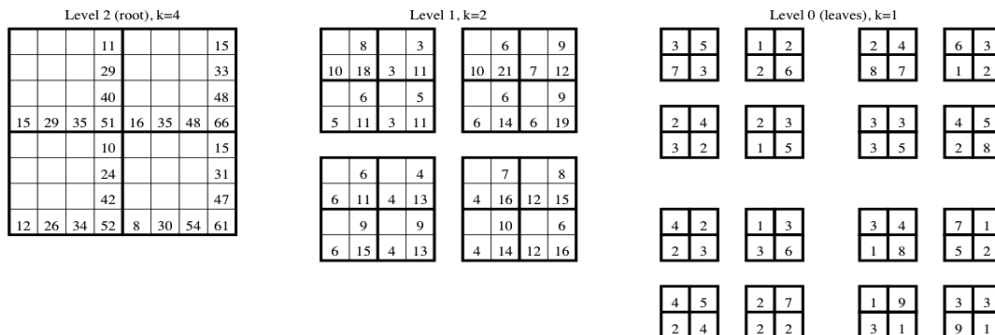 Level 2 (root), k=4
11 15
29 33
40 48
15 29 35 51 16 35 48 66
10 15
24 31
42 47
12 26 34 52 8 30 54 61
Level 1, k=2
8 3 6 9
10 18 3 11 10 21 7 12
6 5 6 9
5 11 3 11 6 14 6 19
6 4 7 8
6 11 4 13 4 16 12 15
9 9 10 6
6 15 4 13 4 14 12 16
Level 0 (leaves), k=1
3 5 1 2 2 4 6 3
7 3 2 6 8 7 1 2
2 4 2 3 3 3 4 5
3 2 1 5 3 5 2 8
4 2 1 3 3 4 7 1
2 3 3 6 1 8 5 2
4 5 2 7 1 9 3 3
2 4 2 2 3 1 9 1